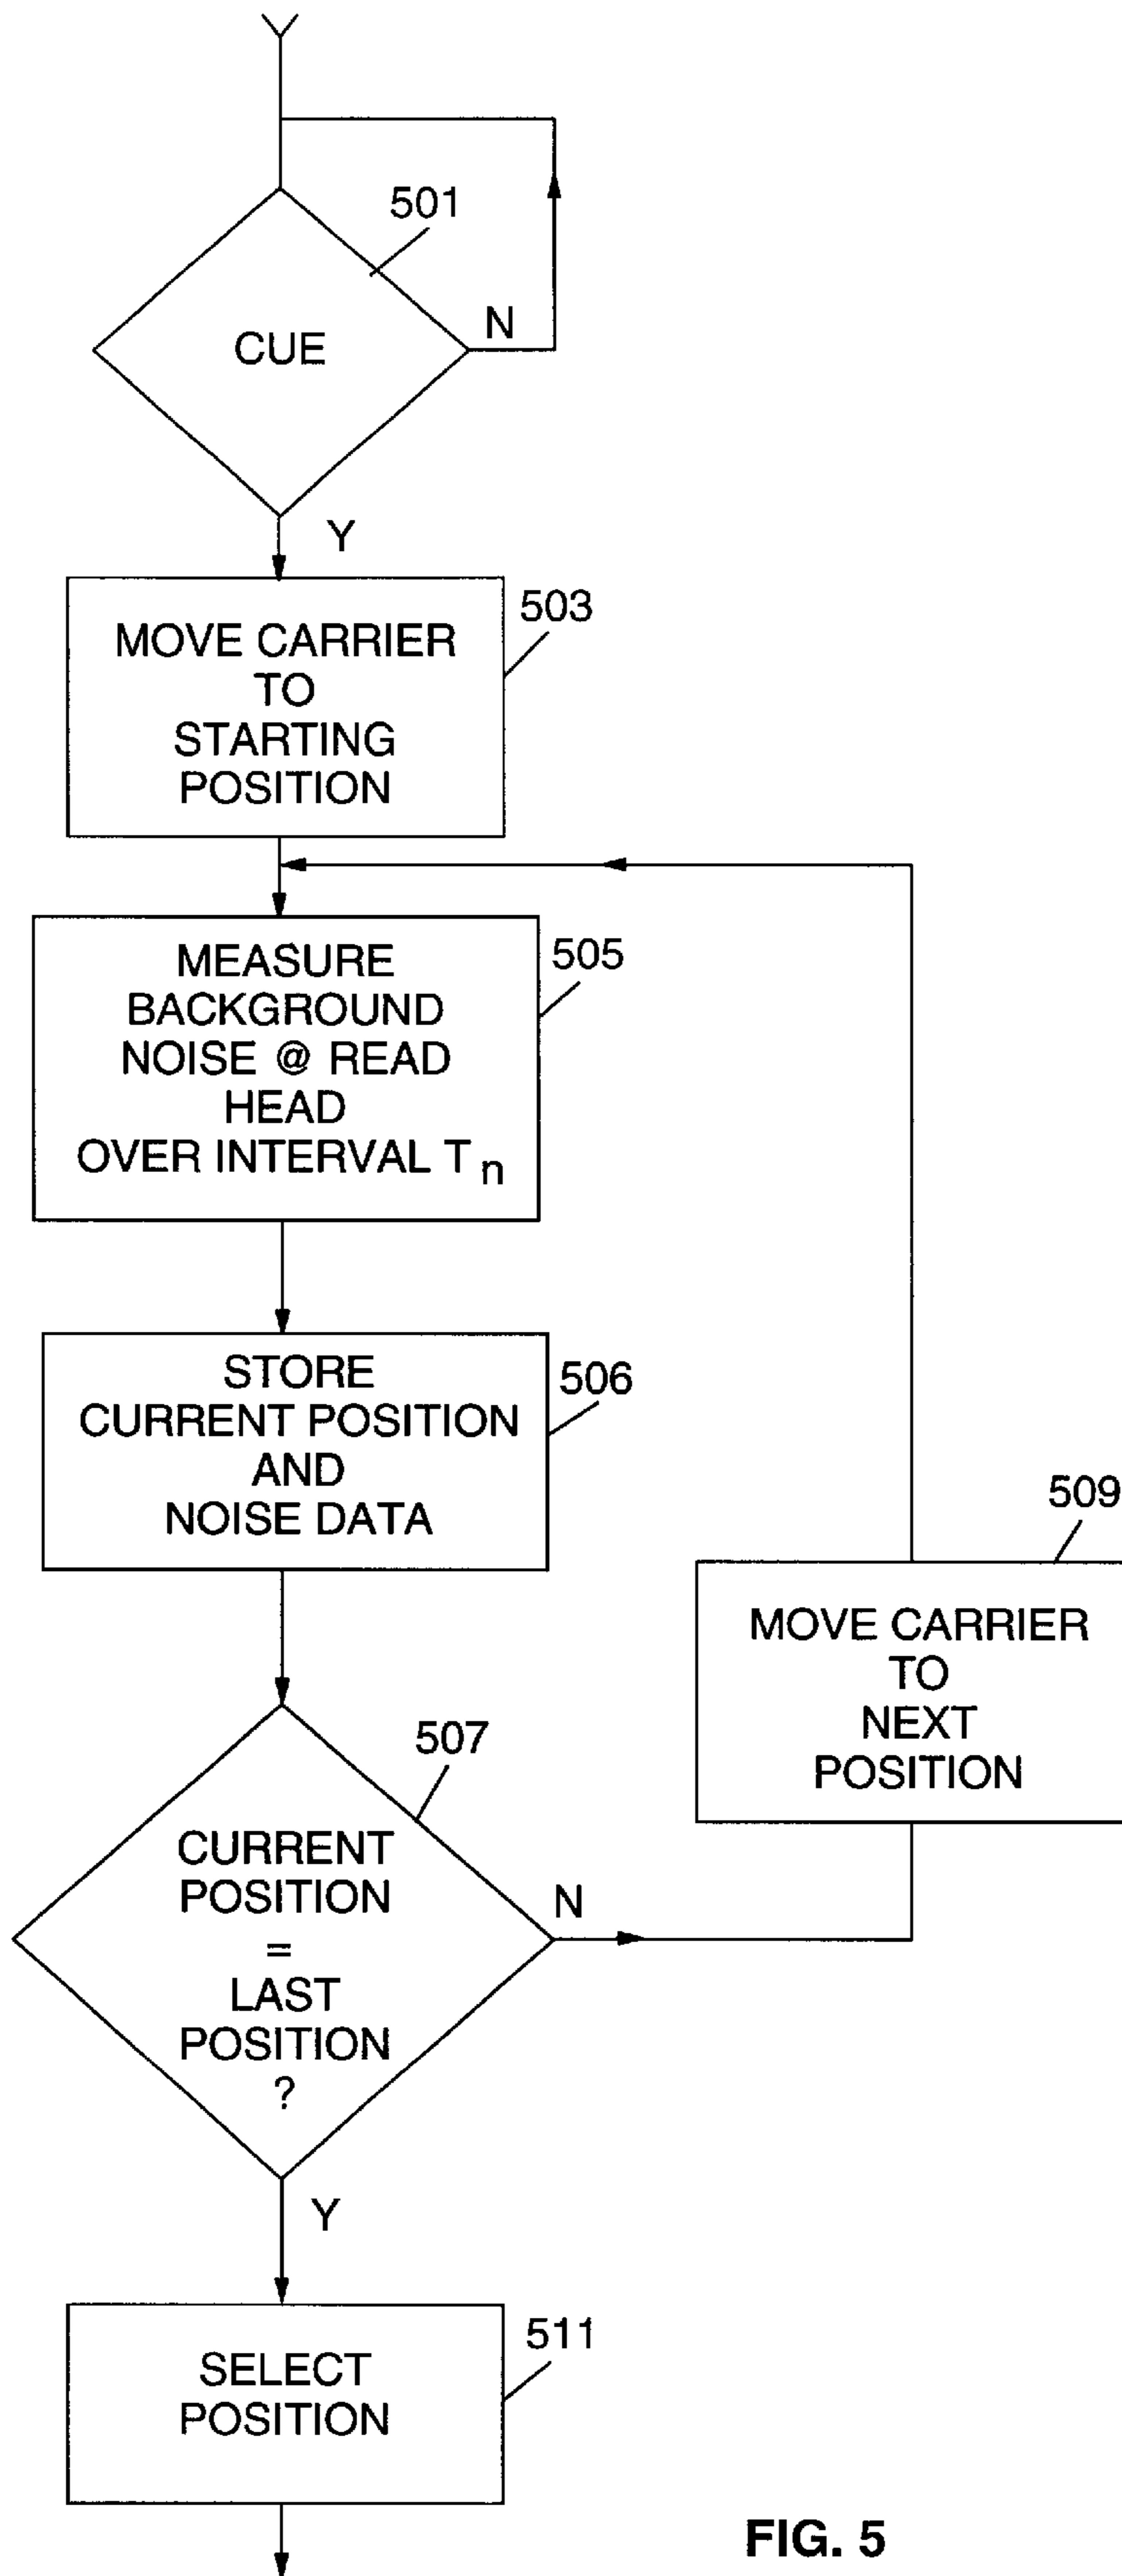 501
CUE
N
Y
503
MOVE CARRIER
TO
STARTING
POSITION
505
MEASURE
BACKGROUND
NOISE @ READ
HEAD
OVER INTERVAL Tn
506
STORE
CURRENT POSITION
AND
NOISE DATA
509
MOVE CARRIER
TO
NEXT
POSITION
507
CURRENT
POSITION
=
LAST
POSITION
?
N
Y
511
SELECT
POSITION
FIG. 5